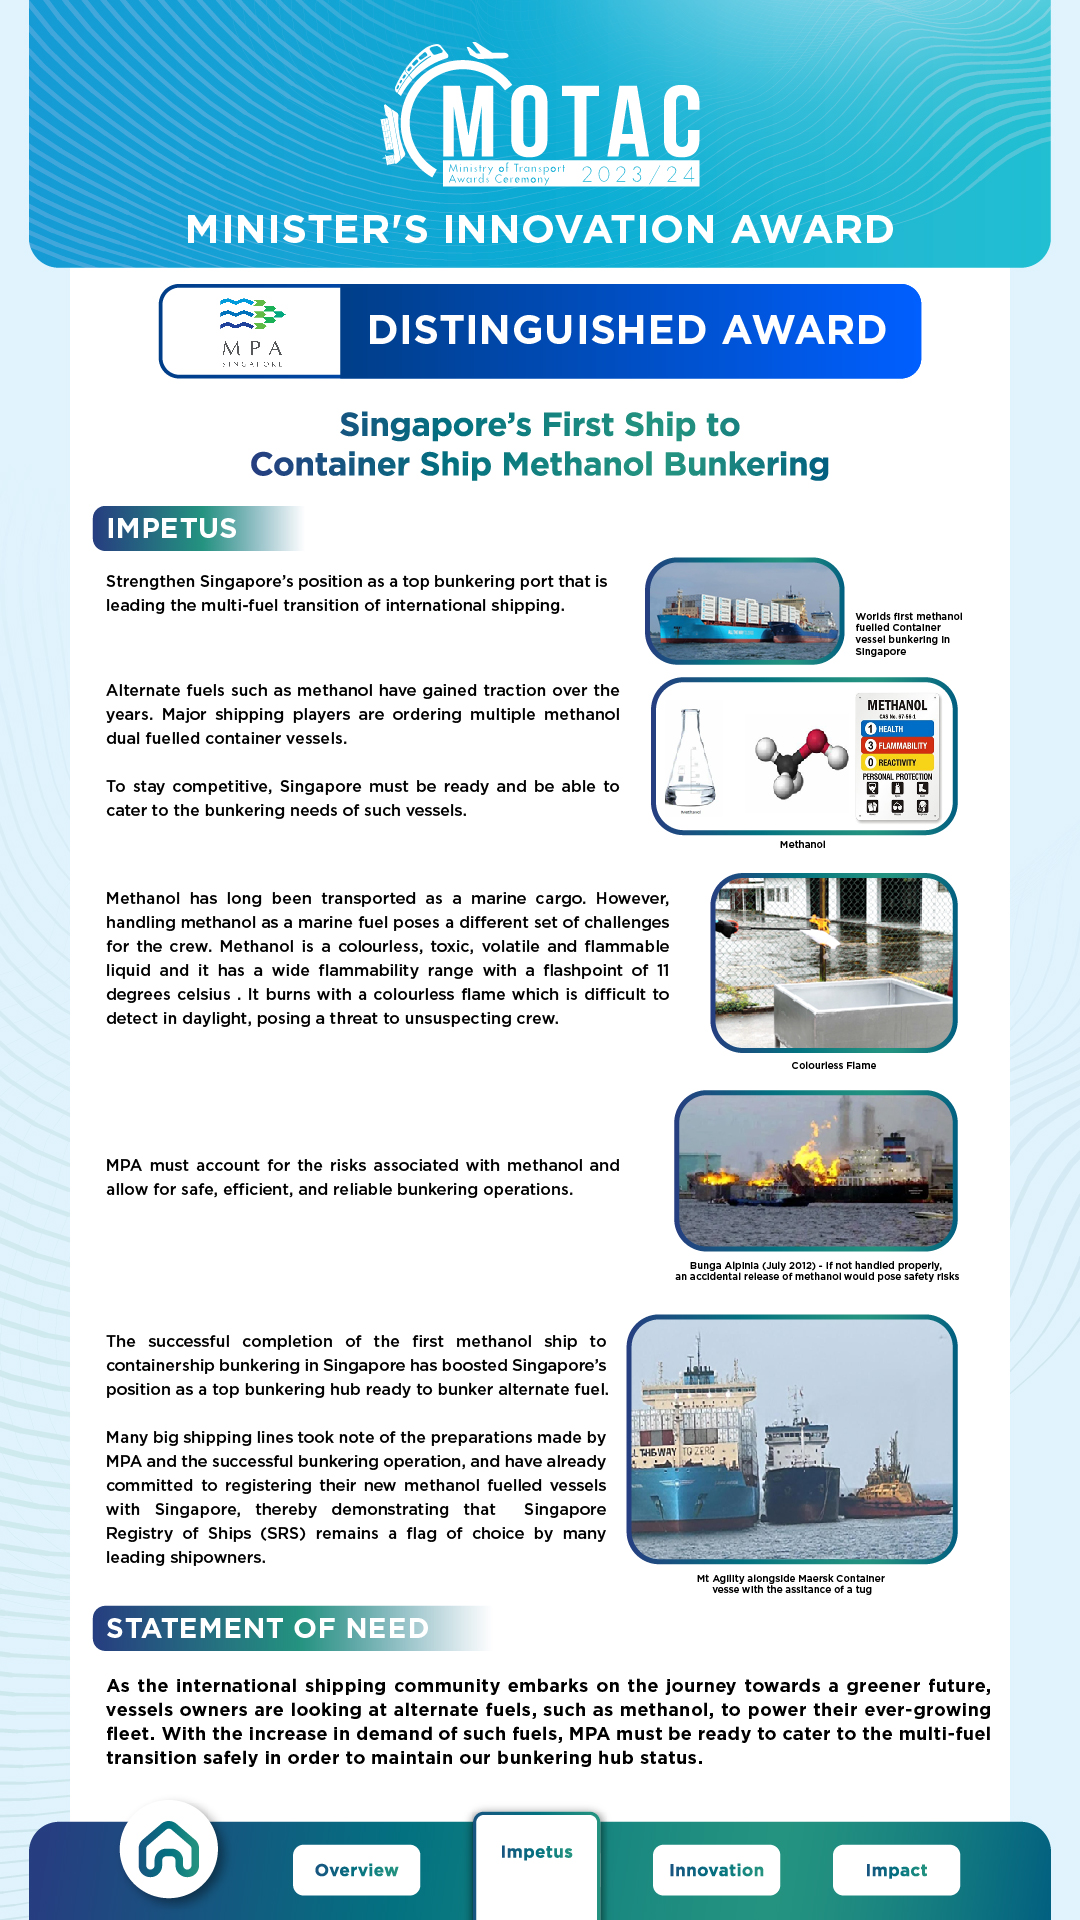 MOTAC
Ministry of Transport
Awards Ceremony
2023/24
MINISTER'S INNOVATION AWARD
MPA
SINGAPORE
DISTINGUISHED AWARD
Singapore’s First Ship to
Container Ship Methanol Bunkering
IMPETUS
Strengthen Singapore’s position as a top bunkering port that is
leading the multi-fuel transition of international shipping.
Worlds first methanol
fuelled Container
vessel bunkering in
Singapore
Alternate fuels such as methanol have gained traction over the
years. Major shipping players are ordering multiple methanol
dual fuelled container vessels.
To stay competitive, Singapore must be ready and be able to
cater to the bunkering needs of such vessels.
METHANOL
CAS No. 67-56-1
1 HEALTH
3 FLAMMABILITY
0 REACTIVITY
PERSONAL PROTECTION
Methanol
Methanol has long been transported as a marine cargo. However,
handling methanol as a marine fuel poses a different set of challenges
for the crew. Methanol is a colourless, toxic, volatile and flammable
liquid and it has a wide flammability range with a flashpoint of 11
degrees celsius . It burns with a colourless flame which is difficult to
detect in daylight, posing a threat to unsuspecting crew.
Colourless Flame
MPA must account for the risks associated with methanol and
allow for safe, efficient, and reliable bunkering operations.
Bunga Alpinia (July 2012) - If not handled properly,
an accidental release of methanol would pose safety risks
The successful completion of the first methanol ship to
containership bunkering in Singapore has boosted Singapore’s
position as a top bunkering hub ready to bunker alternate fuel.
Many big shipping lines took note of the preparations made by
MPA and the successful bunkering operation, and have already
committed to registering their new methanol fuelled vessels
with Singapore, thereby demonstrating that Singapore
Registry of Ships (SRS) remains a flag of choice by many
leading shipowners.
THE WAY TO ZERO
Mt Agility alongside Maersk Container
vesse with the assitance of a tug
STATEMENT OF NEED
As the international shipping community embarks on the journey towards a greener future,
vessels owners are looking at alternate fuels, such as methanol, to power their ever-growing
fleet. With the increase in demand of such fuels, MPA must be ready to cater to the multi-fuel
transition safely in order to maintain our bunkering hub status.
Overview
Impetus
Innovation
Impact